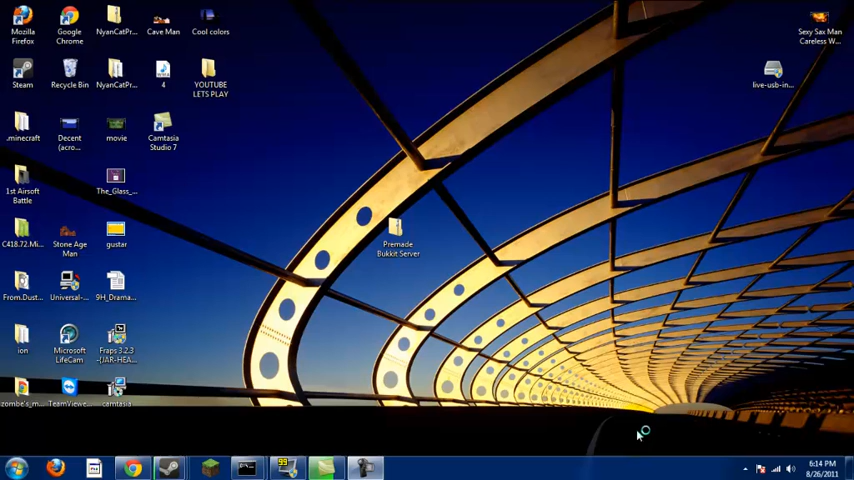 Mozilla
Firefox
Google
Chrome
NyanCatPr...
Cave Man
Cool colors
Sexy Sax Man
Careless W...
Steam
Recycle Bin
NyanCatPr...
4
YOUTUBE
LETS PLAY
live-usb-in...
.minecraft
Decent
(acro...
movie
Camtasia
Studio 7
1st Airsoft
Battle
The_Glass_...
C418.72.Mi...
Stone Age
Man
gustar
Premade
Bukkit Server
From.Dust...
Universal-...
9H_Drama...
ion
Microsoft
LifeCam
Fraps 3.2.3
-{JAR-HEA...
zombe's_m...
TeamViewe...
camtasia
99
6:14 PM
8/26/2011